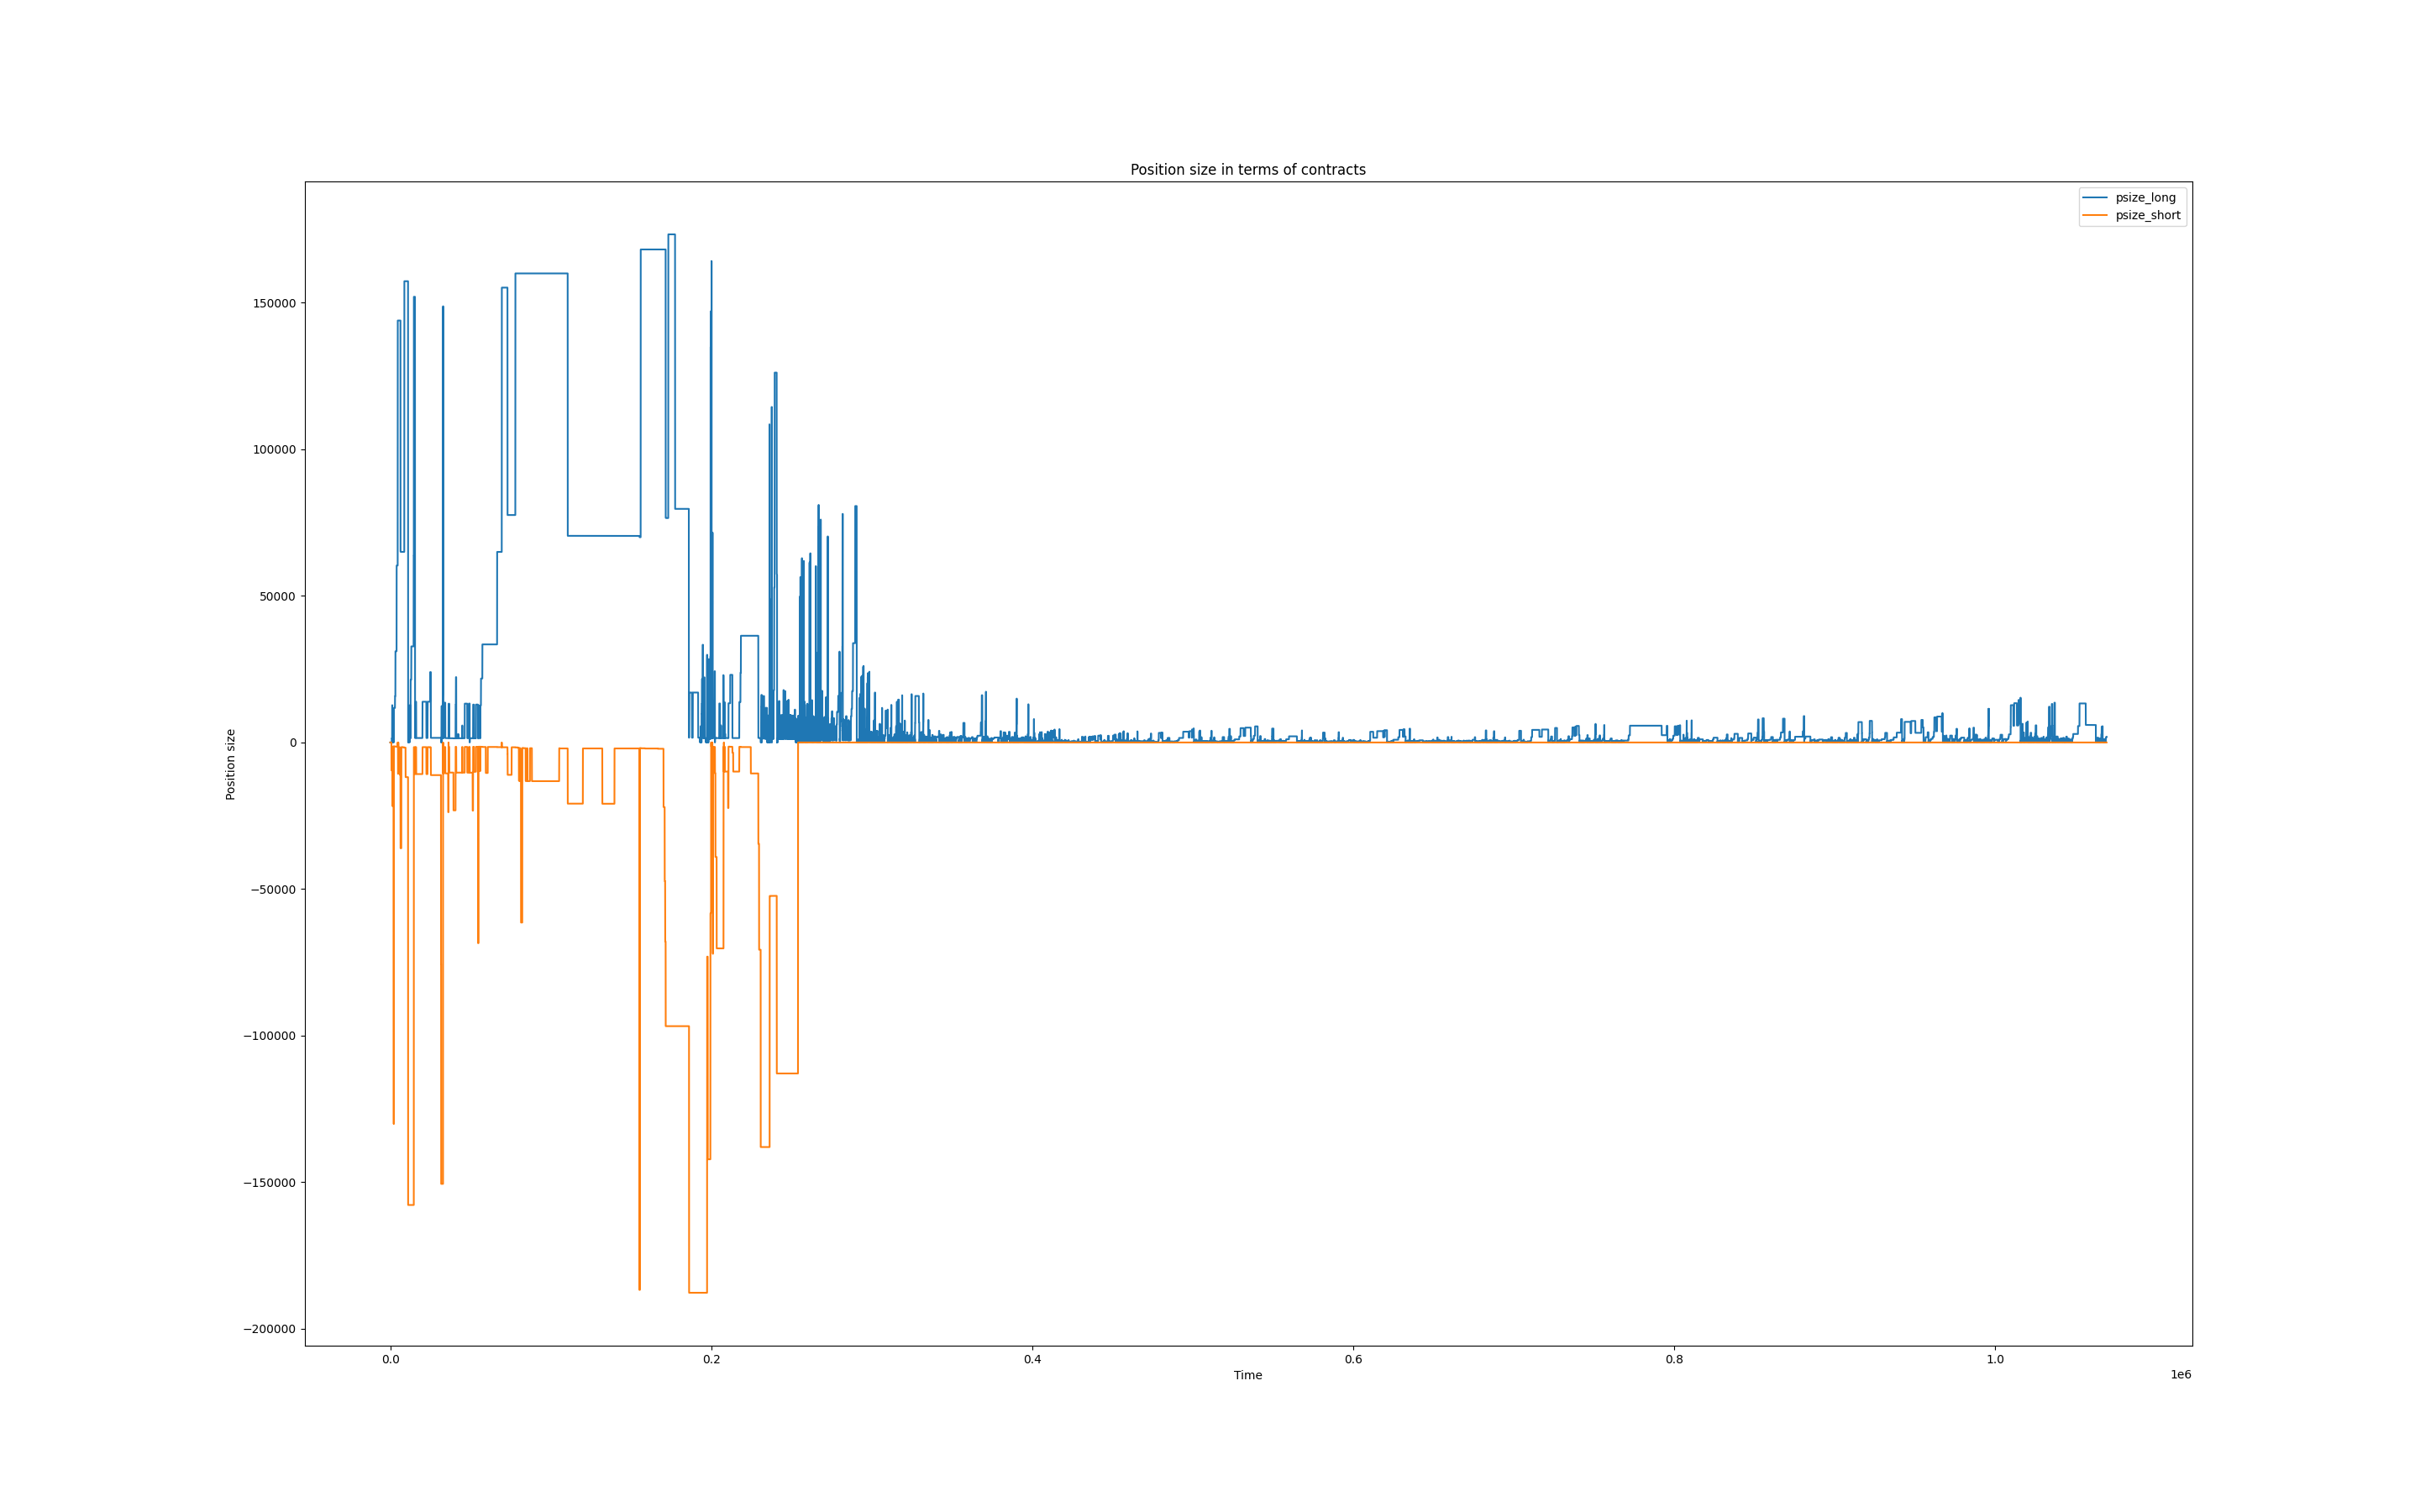 Position size in terms of contracts
psize_long
psize_short
150000
100000
50000
0
−50000
−100000
−150000
−200000
Position size
0.0
0.2
0.4
0.6
0.8
1.0
Time
1e6